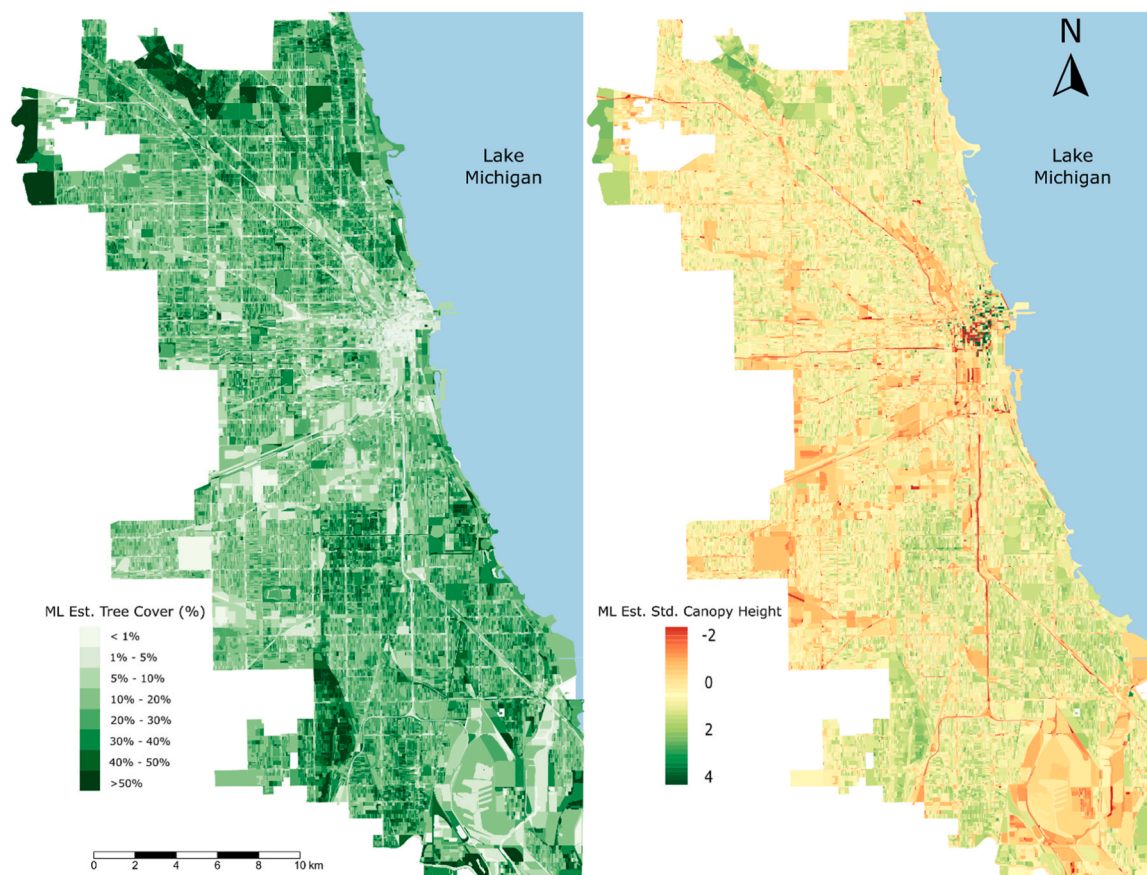 Lake
Michigan
ML Est. Tree Cover (%)
< 1%
1% - 5%
5% - 10%
10% - 20%
20% - 30%
30% - 40%
40% - 50%
>50%
0 2 4 6 8 10 km
N
Lake
Michigan
ML Est. Std. Canopy Height
-2
0
2
4